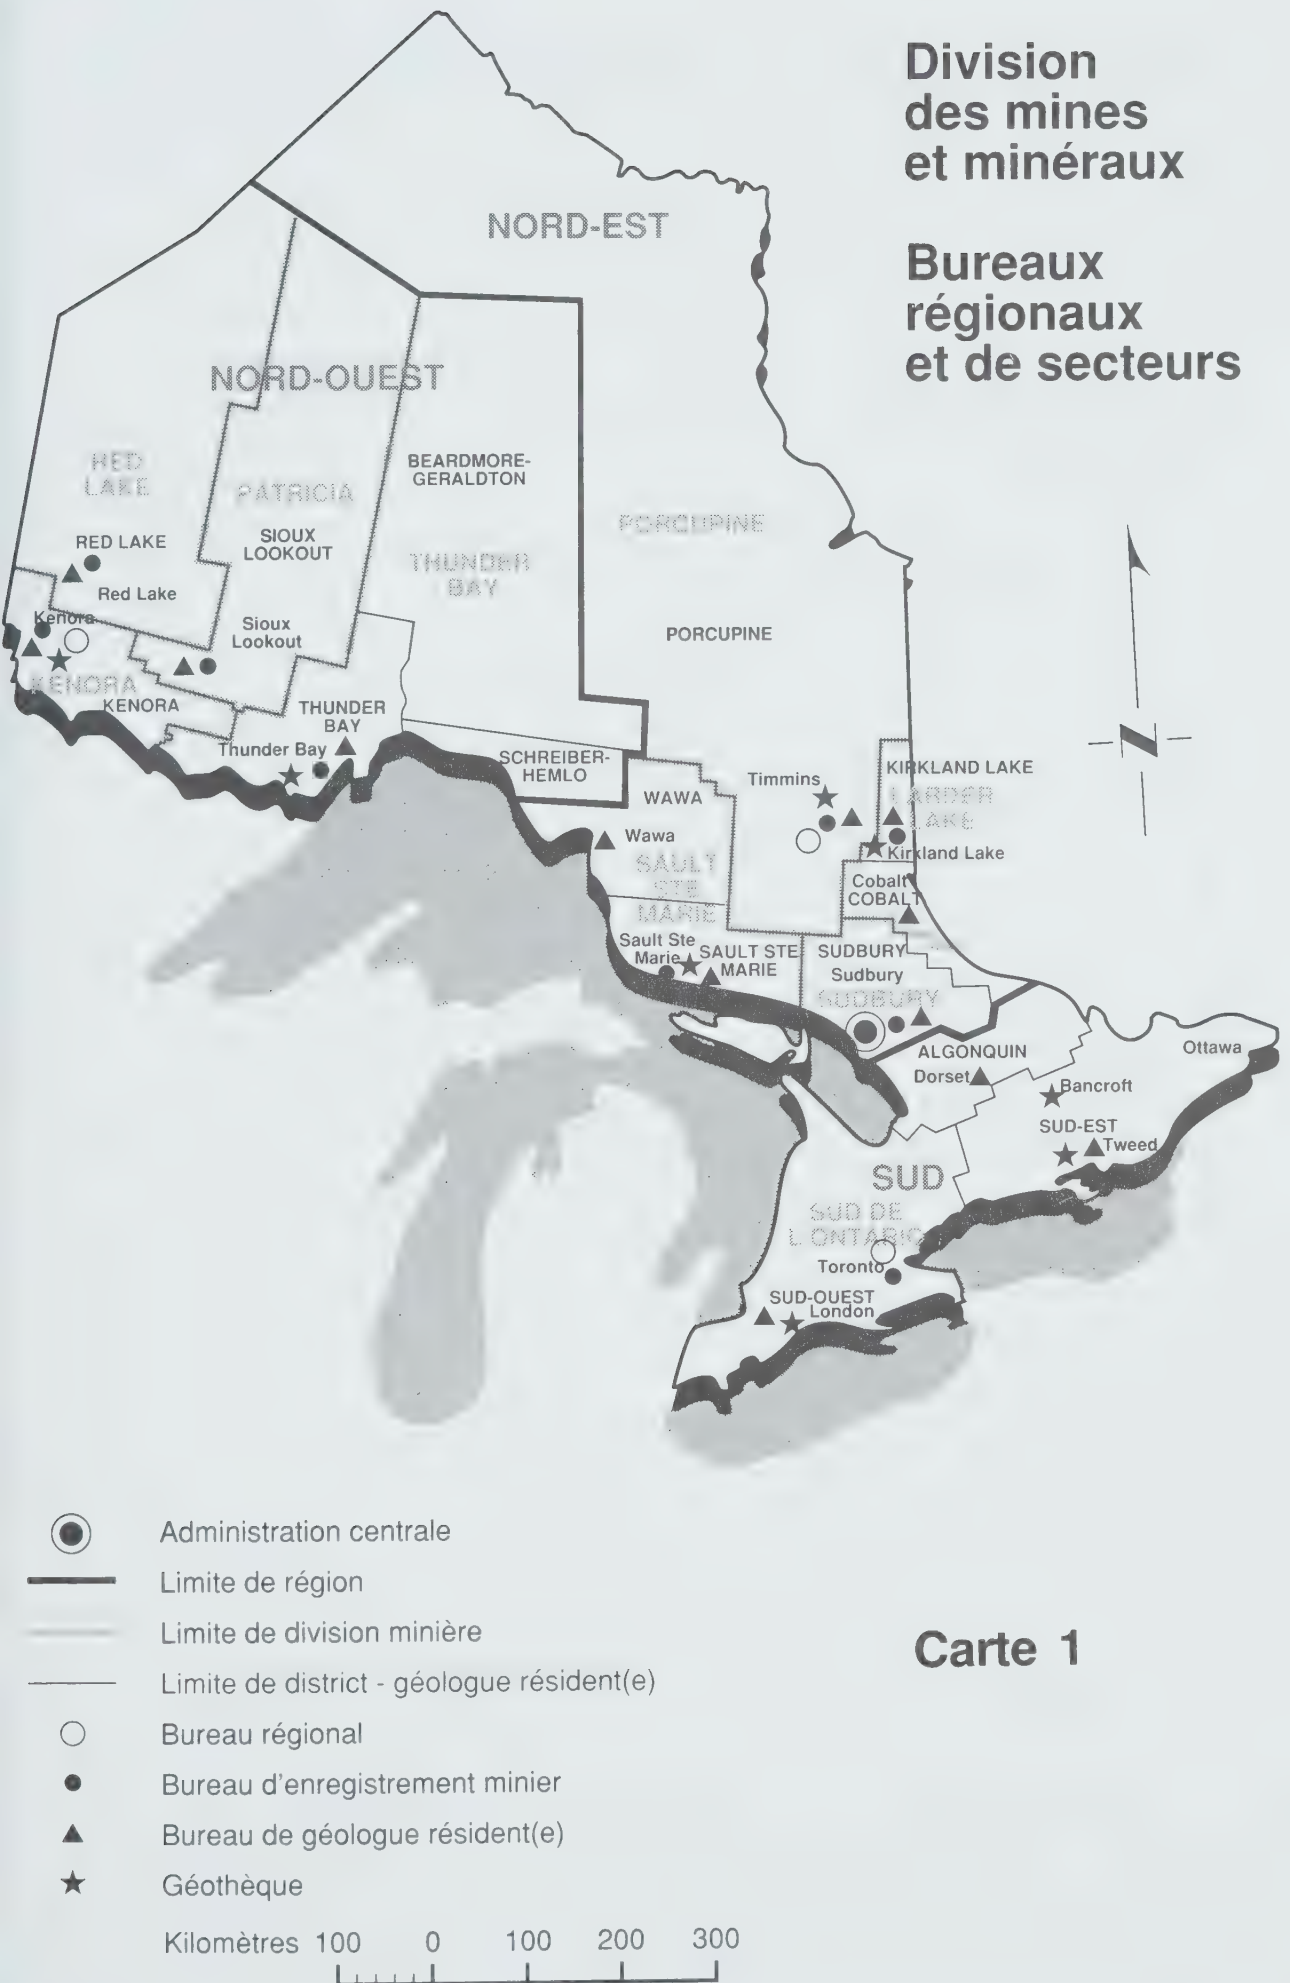 Division
des mines
et minéraux
Bureaux
régionaux
et de secteurs
NORD-EST
NORD-OUEST
RED
LAKE
PATRICIA
BEARDMORE-
GERALDTON
PORCUPINE
RED LAKE
SIOUX
LOOKOUT
THUNDER
BAY
Red Lake
Kenora
Sioux
Lookout
PORCUPINE
KENORA
KENORA
THUNDER
BAY
Thunder Bay
SCHREIBER-
HEMLO
WAWA
Timmins
KIRKLAND LAKE
LARDER
LAKE
Wawa
Kirkland Lake
SAULT
STE
MARIE
Cobalt
COBALT
Sault Ste
Marie
SAULT STE
MARIE
SUDBURY
Sudbury
SUDBURY
N
ALGONQUIN
Dorset
Ottawa
Bancroft
SUD-EST
Tweed
SUD
SUD DE
L'ONTARIO
Toronto
SUD-OUEST
London
Administration centrale
Limite de région
Limite de division minière
Limite de district - géologue résident(e)
Bureau régional
Bureau d'enregistrement minier
Bureau de géologue résident(e)
Géothèque
Carte 1
Kilomètres 100 0 100 200 300